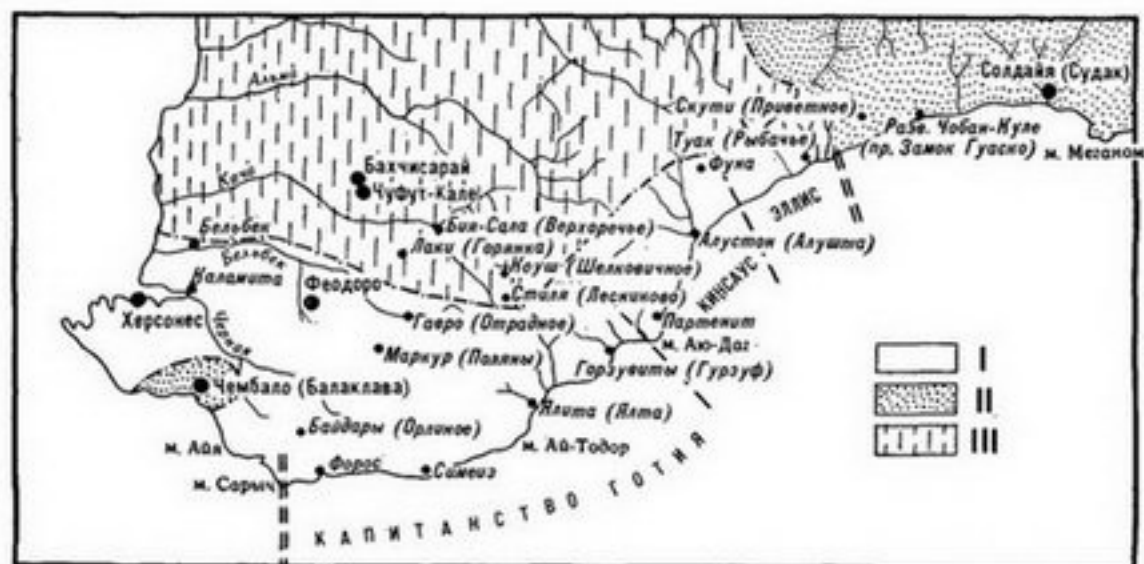 Альма
Солдайя (Судак)
Скути (Приветное)
Туак (Рыбачье)
Разв. Чобан-Куле
(пр. Замок Гуаско)
м. Меганом
Фуна
Бахчисарай
Чуфут-Кале
Кача
Бия-Сала (Верхоречье)
ЭЛЛИС
Алустон (Алушта)
Бельбек
Бельбек
Лаки (Горянка)
Коуш (Шелковичное)
КИНСАУС
Каламита
Феодоро
Стиля (Лесниково)
Херсонес
Черная
Гавро (Отрадное)
Партенит
м. Аю-Даг
Маркур (Поляны)
Горзувиты (Гурзуф)
I
Чембало (Балаклава)
II
Ялита (Ялта)
Байдары (Орлиное)
III
м. Айя
м. Ай-Тодор
Форос
Симеиз
м. Сарыч
КАПИТАНСТВО ГОТИЯ